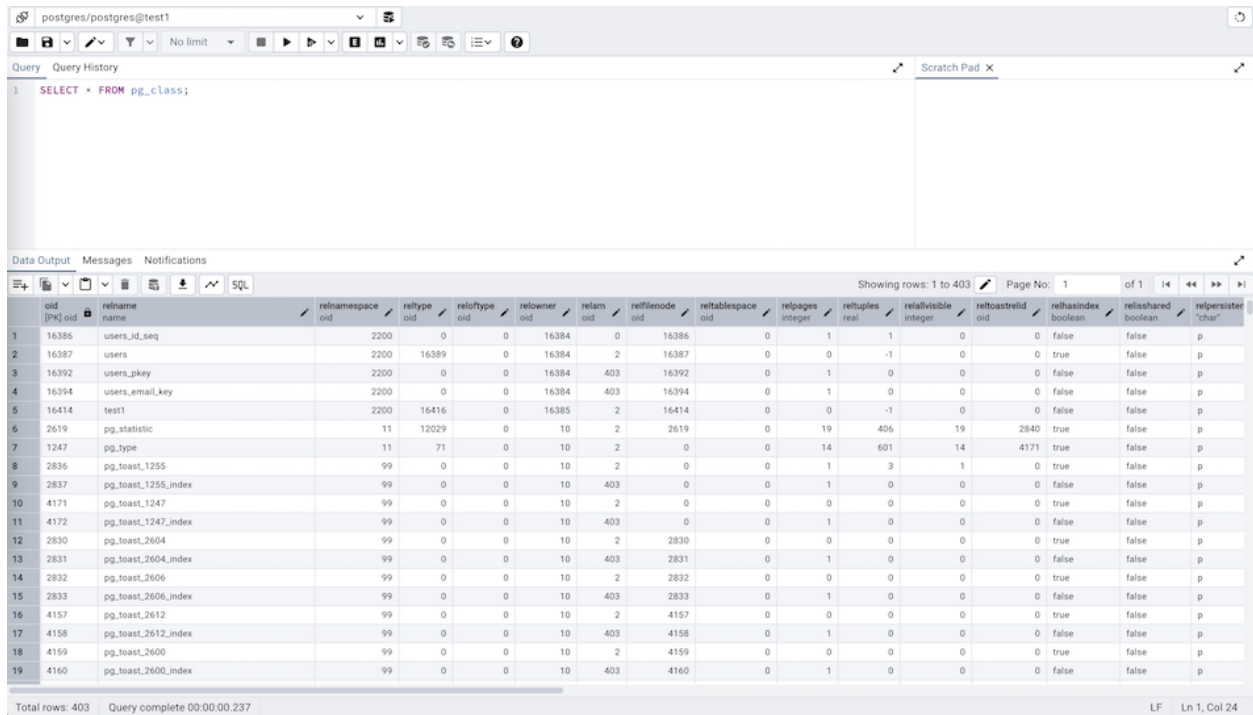 postgres/postgres@test1
No limit
Query Query History Scratch Pad
1 SELECT * FROM pg_class;
Data Output Messages Notifications
SQL Showing rows: 1 to 403 Page No: 1 of 1
oid relname relnamespace reltype reloftype relowner relam relfilenode reltablespace relpages reltuples relallvisible reltoastrelid relhasindex relisshared relpersisten
[PK] oid name oid oid oid oid oid oid oid integer real integer oid boolean boolean "char"
1 16386 users_id_seq 2200 0 0 16384 0 16386 0 1 1 0 0 false false p
2 16387 users 2200 16389 0 16384 2 16387 0 0 -1 0 0 true false p
3 16392 users_pkey 2200 0 0 16384 403 16392 0 1 0 0 0 false false p
4 16394 users_email_key 2200 0 0 16384 403 16394 0 1 0 0 0 false false p
5 16414 test1 2200 16416 0 16385 2 16414 0 0 -1 0 0 false false p
6 2619 pg_statistic 11 12029 0 10 2 2619 0 19 406 19 2840 true false p
7 1247 pg_type 11 71 0 10 2 0 0 14 601 14 4171 true false p
8 2836 pg_toast_1255 99 0 0 10 2 0 0 1 3 1 0 true false p
9 2837 pg_toast_1255_index 99 0 0 10 403 0 0 1 0 0 0 false false p
10 4171 pg_toast_1247 99 0 0 10 2 0 0 0 0 0 0 true false p
11 4172 pg_toast_1247_index 99 0 0 10 403 0 0 1 0 0 0 false false p
12 2830 pg_toast_2604 99 0 0 10 2 2830 0 0 0 0 0 true false p
13 2831 pg_toast_2604_index 99 0 0 10 403 2831 0 1 0 0 0 false false p
14 2832 pg_toast_2606 99 0 0 10 2 2832 0 0 0 0 0 true false p
15 2833 pg_toast_2606_index 99 0 0 10 403 2833 0 1 0 0 0 false false p
16 4157 pg_toast_2612 99 0 0 10 2 4157 0 0 0 0 0 true false p
17 4158 pg_toast_2612_index 99 0 0 10 403 4158 0 1 0 0 0 false false p
18 4159 pg_toast_2600 99 0 0 10 2 4159 0 0 0 0 0 true false p
19 4160 pg_toast_2600_index 99 0 0 10 403 4160 0 1 0 0 0 false false p
Total rows: 403 Query complete 00:00:00.237 LF Ln 1, Col 24